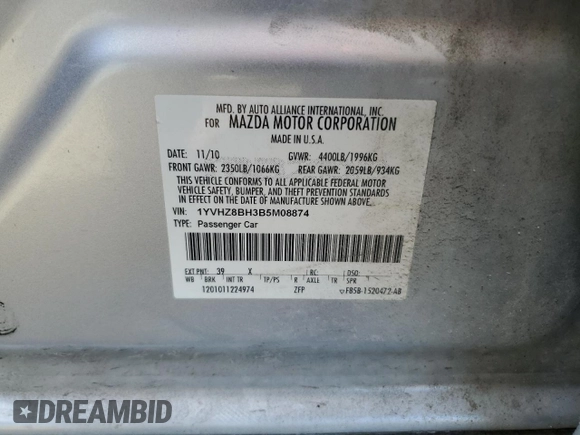 MFD. BY AUTO ALLIANCE INTERNATIONAL, INC.
FOR MAZDA MOTOR CORPORATION
MADE IN U.S.A.
DATE: 11/10 GVWR: 4400LB/1996KG
FRONT GAWR: 2350LB/1066KG REAR GAWR: 2059LB/934KG
THIS VEHICLE CONFORMS TO ALL APPLICABLE FEDERAL MOTOR
VEHICLE SAFETY, BUMPER, AND THEFT PREVENTION STANDARDS
IN EFFECT ON THE DATE OF MANUFACTURE SHOWN ABOVE.
VIN: 1YVHZ8BH3B5M08874
TYPE: Passenger Car
EXT PNT: 39 X RC: DSO:
WB BRK INT TR TP/PS R AXLE TR SPR
1201011224974 ZFP F85B-1520472-AB
DREAMBID